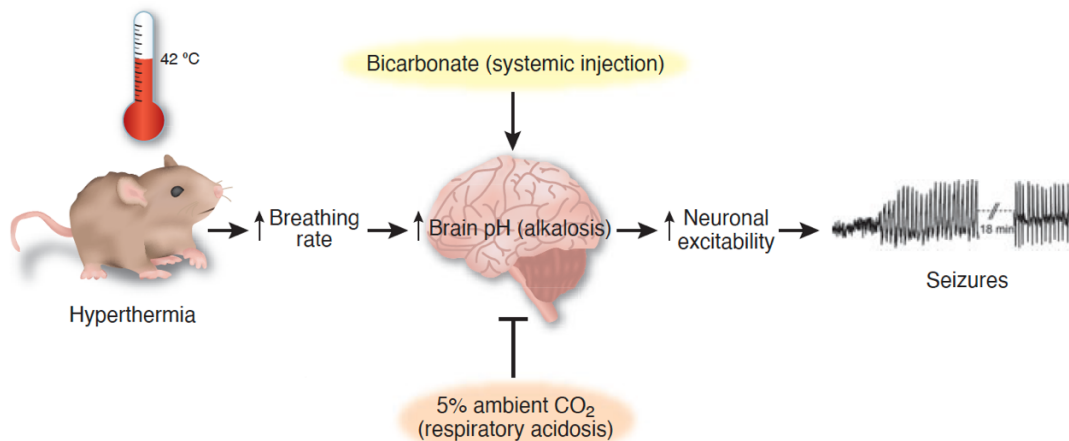 42 ºC
Bicarbonate (systemic injection)
↑ Breathing
rate
↑ Brain pH (alkalosis)
↑ Neuronal
excitability
18 min
Seizures
Hyperthermia
5% ambient CO₂
(respiratory acidosis)